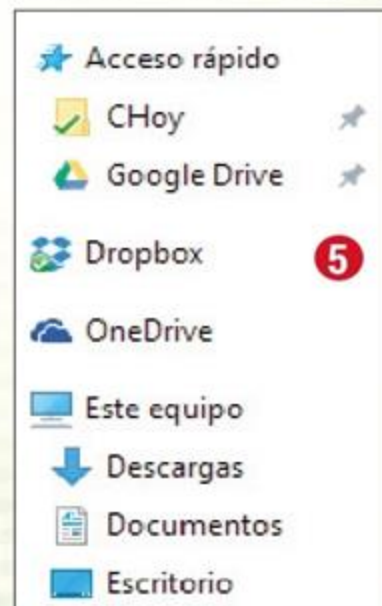 Acceso rápido
CHoy
Google Drive
Dropbox 5
OneDrive
Este equipo
Descargas
Documentos
Escritorio